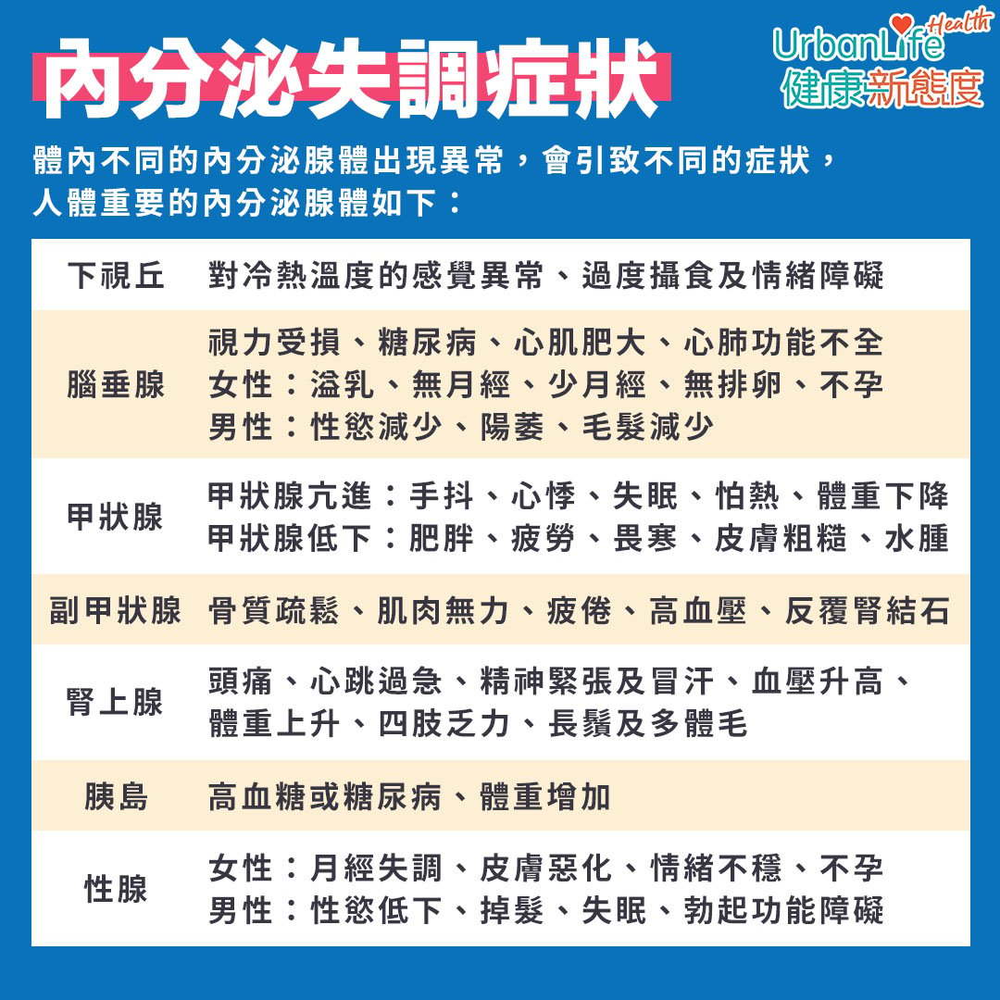 UrbanLife Health
健康新態度
內分泌失調症狀
體內不同的內分泌腺體出現異常，會引致不同的症狀，
人體重要的內分泌腺體如下：
下視丘 對冷熱溫度的感覺異常、過度攝食及情緒障礙
腦垂腺
視力受損、糖尿病、心肌肥大、心肺功能不全
女性：溢乳、無月經、少月經、無排卵、不孕
男性：性慾減少、陽萎、毛髮減少
甲狀腺
甲狀腺亢進：手抖、心悸、失眠、怕熱、體重下降
甲狀腺低下：肥胖、疲勞、畏寒、皮膚粗糙、水腫
副甲狀腺 骨質疏鬆、肌肉無力、疲倦、高血壓、反覆腎結石
腎上腺
頭痛、心跳過急、精神緊張及冒汗、血壓升高、
體重上升、四肢乏力、長鬚及多體毛
胰島 高血糖或糖尿病、體重增加
性腺
女性：月經失調、皮膚惡化、情緒不穩、不孕
男性：性慾低下、掉髮、失眠、勃起功能障礙